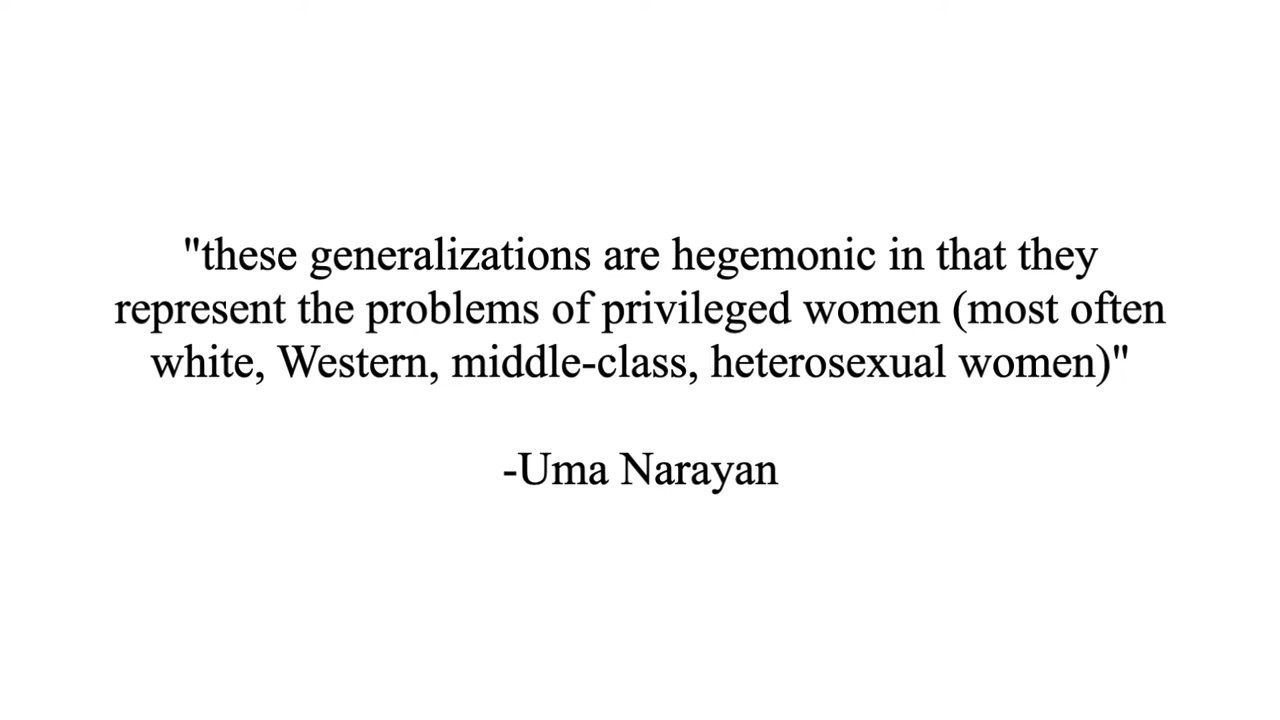 "these generalizations are hegemonic in that they
represent the problems of privileged women (most often
white, Western, middle-class, heterosexual women)"
-Uma Narayan